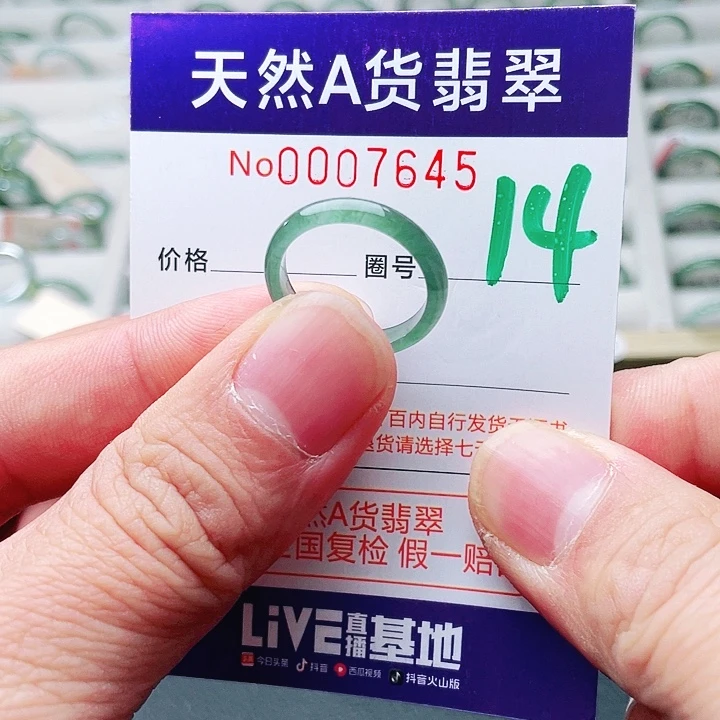 天然A货翡翠
No0007645
价格 圈号 14
百内自行发货
货请选择七
然A货翡翠
国复检 假一赔
LiVE直播基地
今日头条 抖音 西瓜视频 抖音火山版